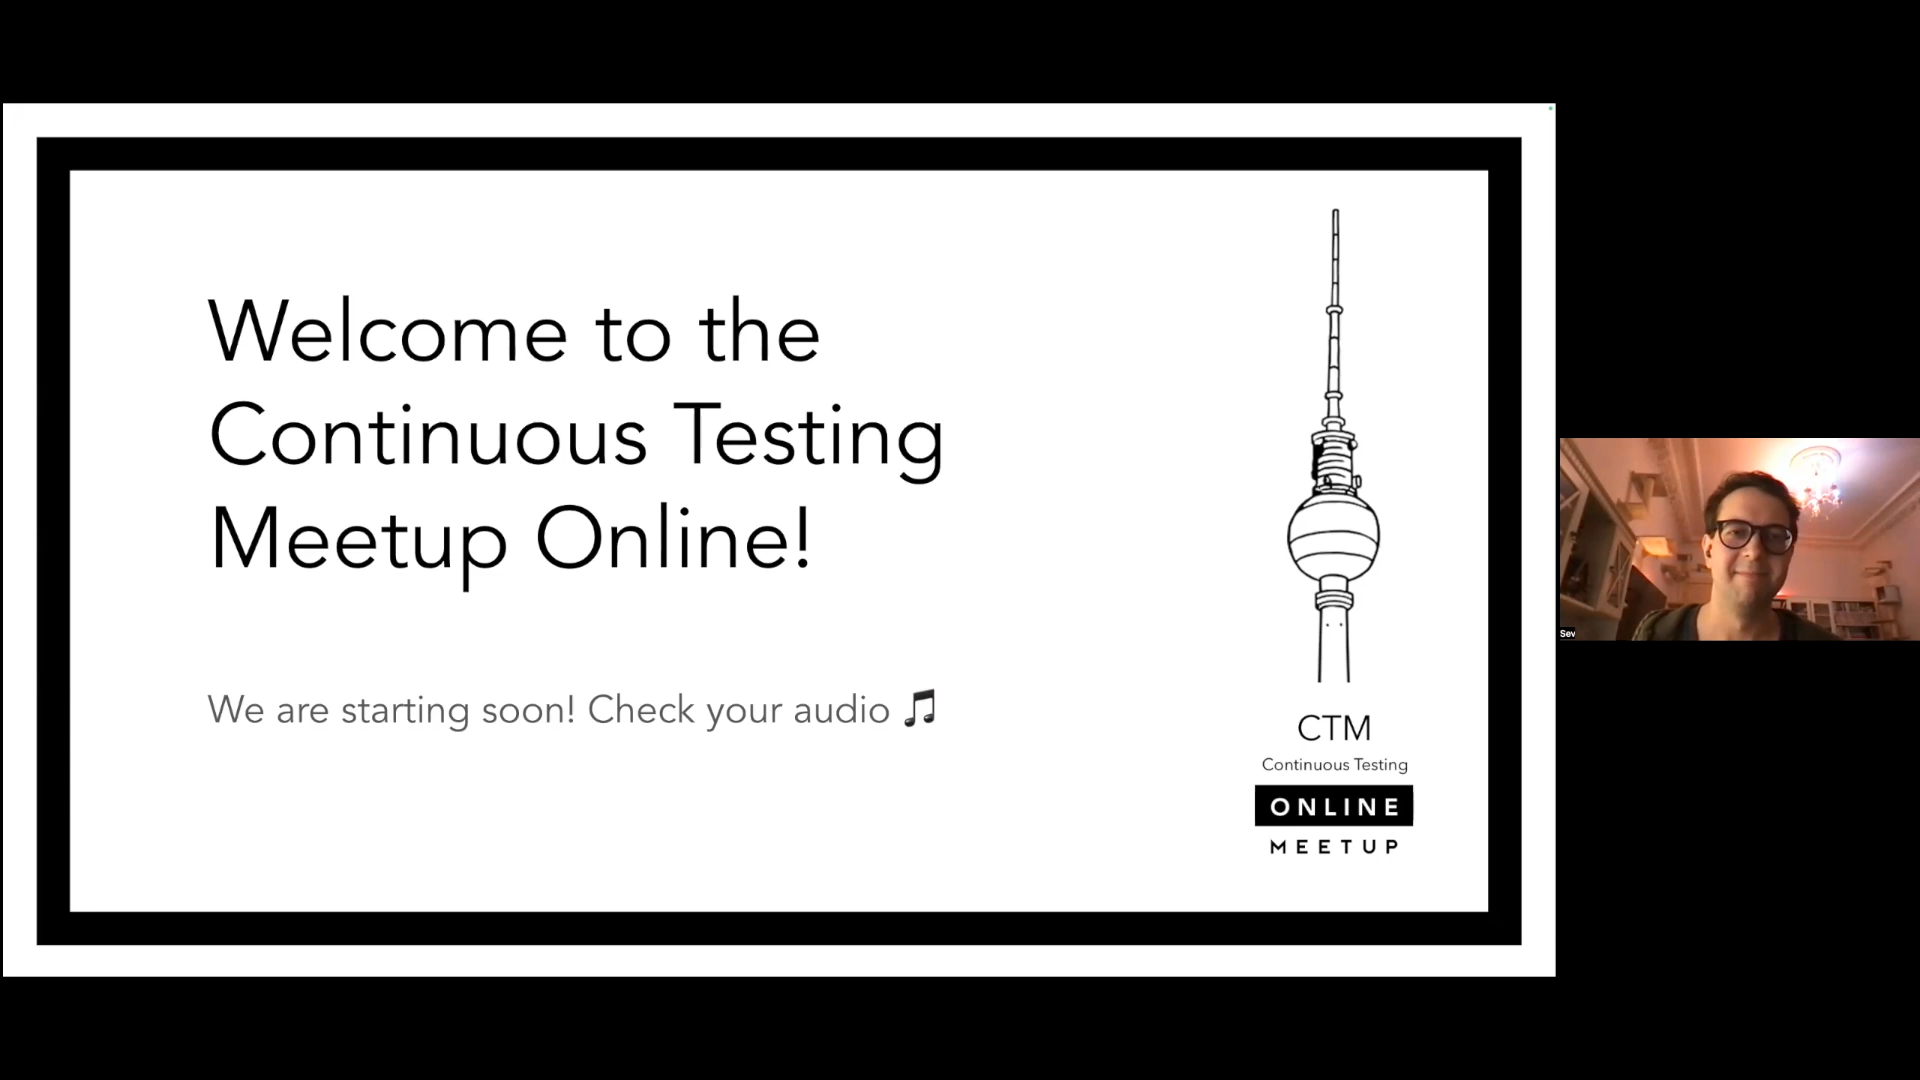 Welcome to the
Continuous Testing
Meetup Online!
We are starting soon! Check your audio 🎵
CTM
Continuous Testing
ONLINE
MEETUP
Sev